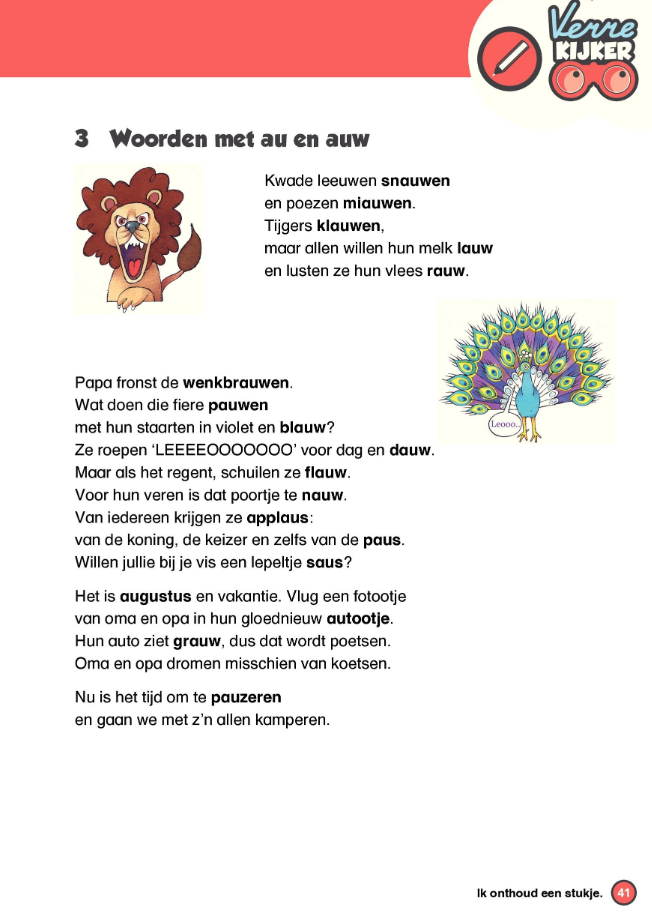 Verre
KIJKER
3 Woorden met au en auw
Kwade leeuwen snauwen
en poezen miauwen.
Tijgers klauwen,
maar allen willen hun melk lauw
en lusten ze hun vlees rauw.
Leooo..
Papa fronst de wenkbrauwen.
Wat doen die fiere pauwen
met hun staarten in violet en blauw?
Ze roepen ‘LEEEEOOOOOOO’ voor dag en dauw.
Maar als het regent, schuilen ze flauw.
Voor hun veren is dat poortje te nauw.
Van iedereen krijgen ze applaus:
van de koning, de keizer en zelfs van de paus.
Willen jullie bij je vis een lepeltje saus?
Het is augustus en vakantie. Vlug een fotootje
van oma en opa in hun gloednieuw autootje.
Hun auto ziet grauw, dus dat wordt poetsen.
Oma en opa dromen misschien van koetsen.
Nu is het tijd om te pauzeren
en gaan we met z’n allen kamperen.
Ik onthoud een stukje. 41